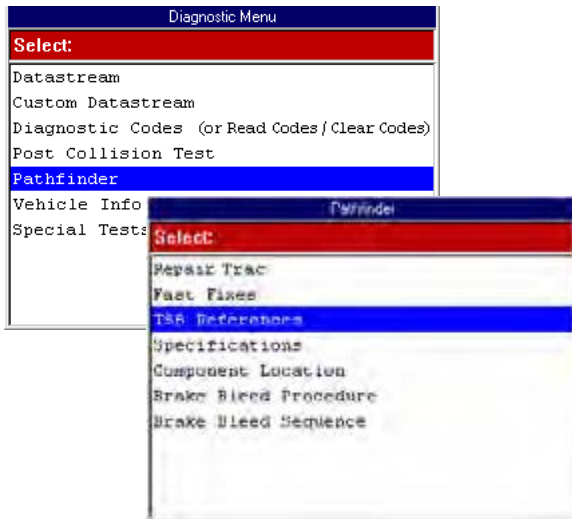 Diagnostic Menu
Select:
Datastream
Custom Datastream
Diagnostic Codes (or Read Codes / Clear Codes)
Post Collision Test
Pathfinder
Vehicle Info
Special Tests
Pathfinder
Select:
Repair Trac
Fast Fixes
TSB References
Specifications
Component Location
Brake Bleed Procedure
Brake Bleed Sequence